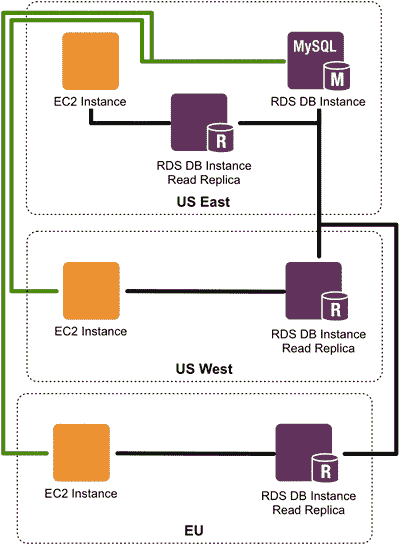 MySQL
M
EC2 Instance
RDS DB Instance
R
RDS DB Instance
Read Replica
US East
R
EC2 Instance
RDS DB Instance
Read Replica
US West
R
EC2 Instance
RDS DB Instance
Read Replica
EU